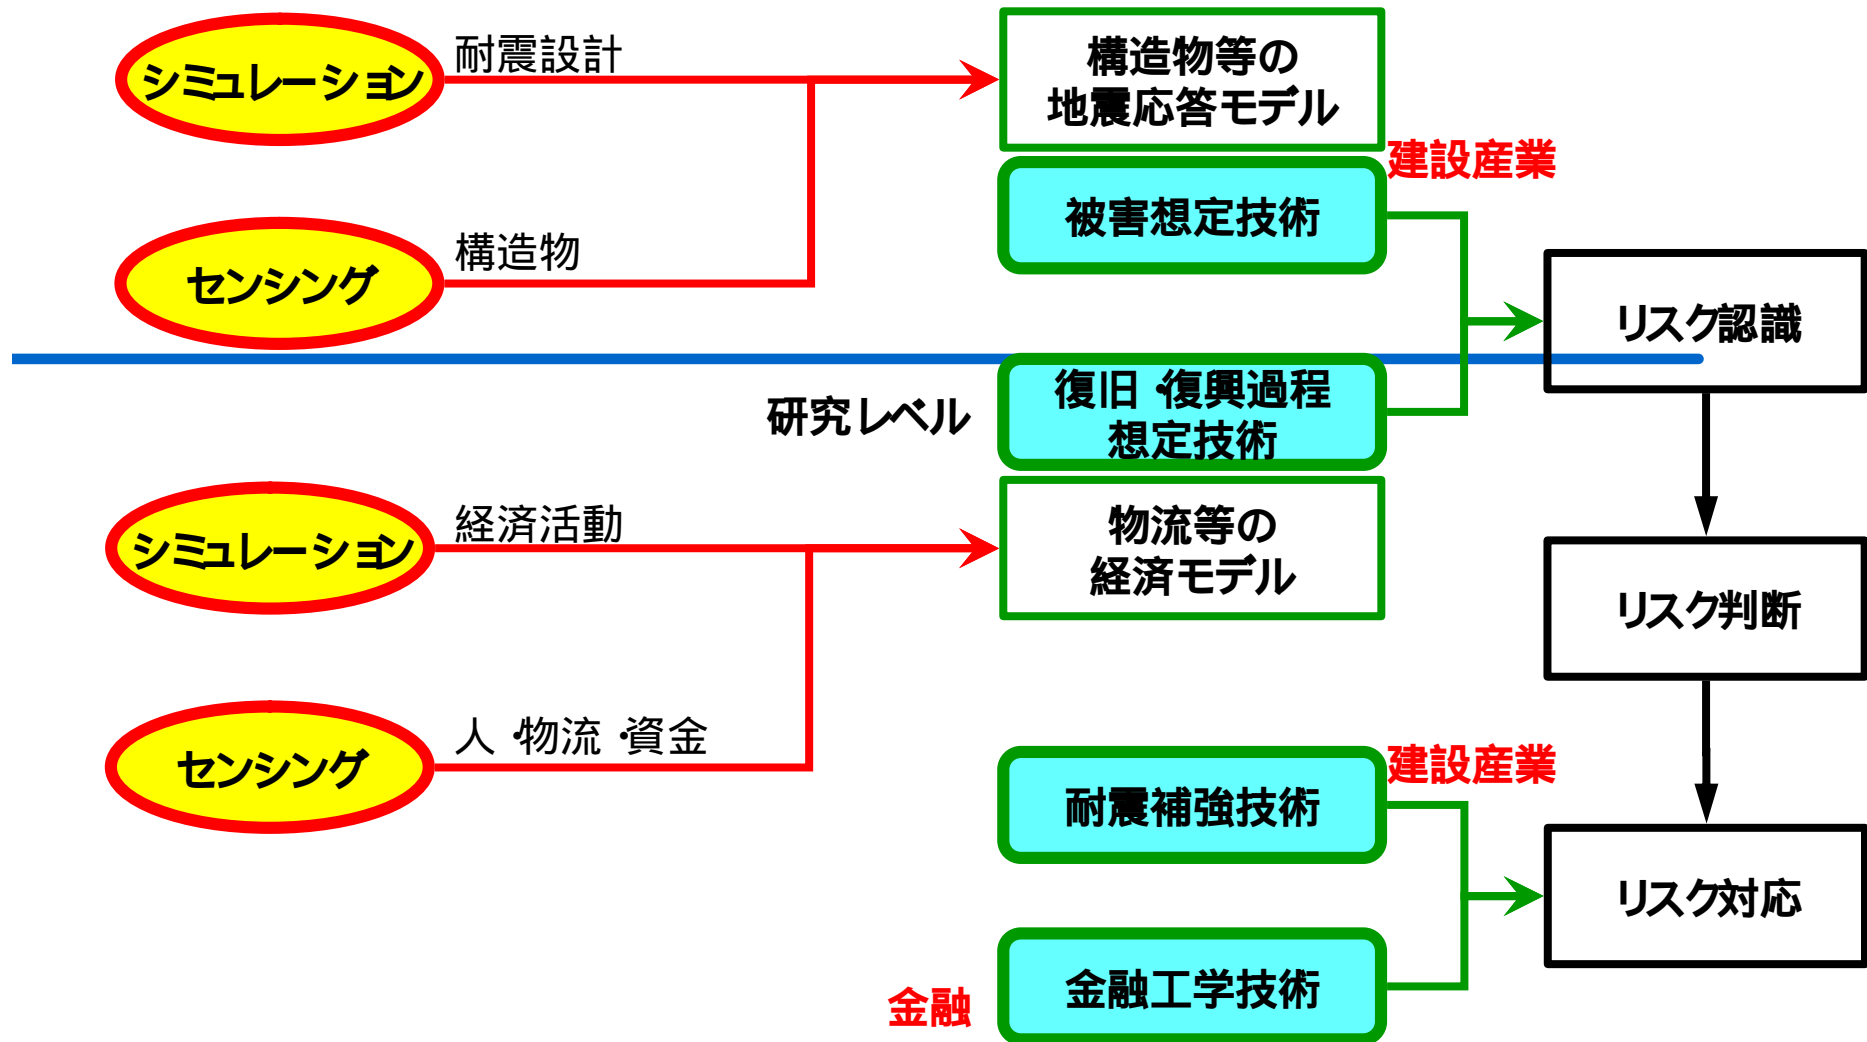 耐震設計
シミュレーション
構造物等の
地震応答モデル
建設産業
被害想定技術
構造物
センシング
リスク認識
復旧・復興過程
想定技術
研究レベル
経済活動
シミュレーション
物流等の
経済モデル
リスク判断
人・物流・資金
センシング
建設産業
耐震補強技術
リスク対応
金融工学技術
金融